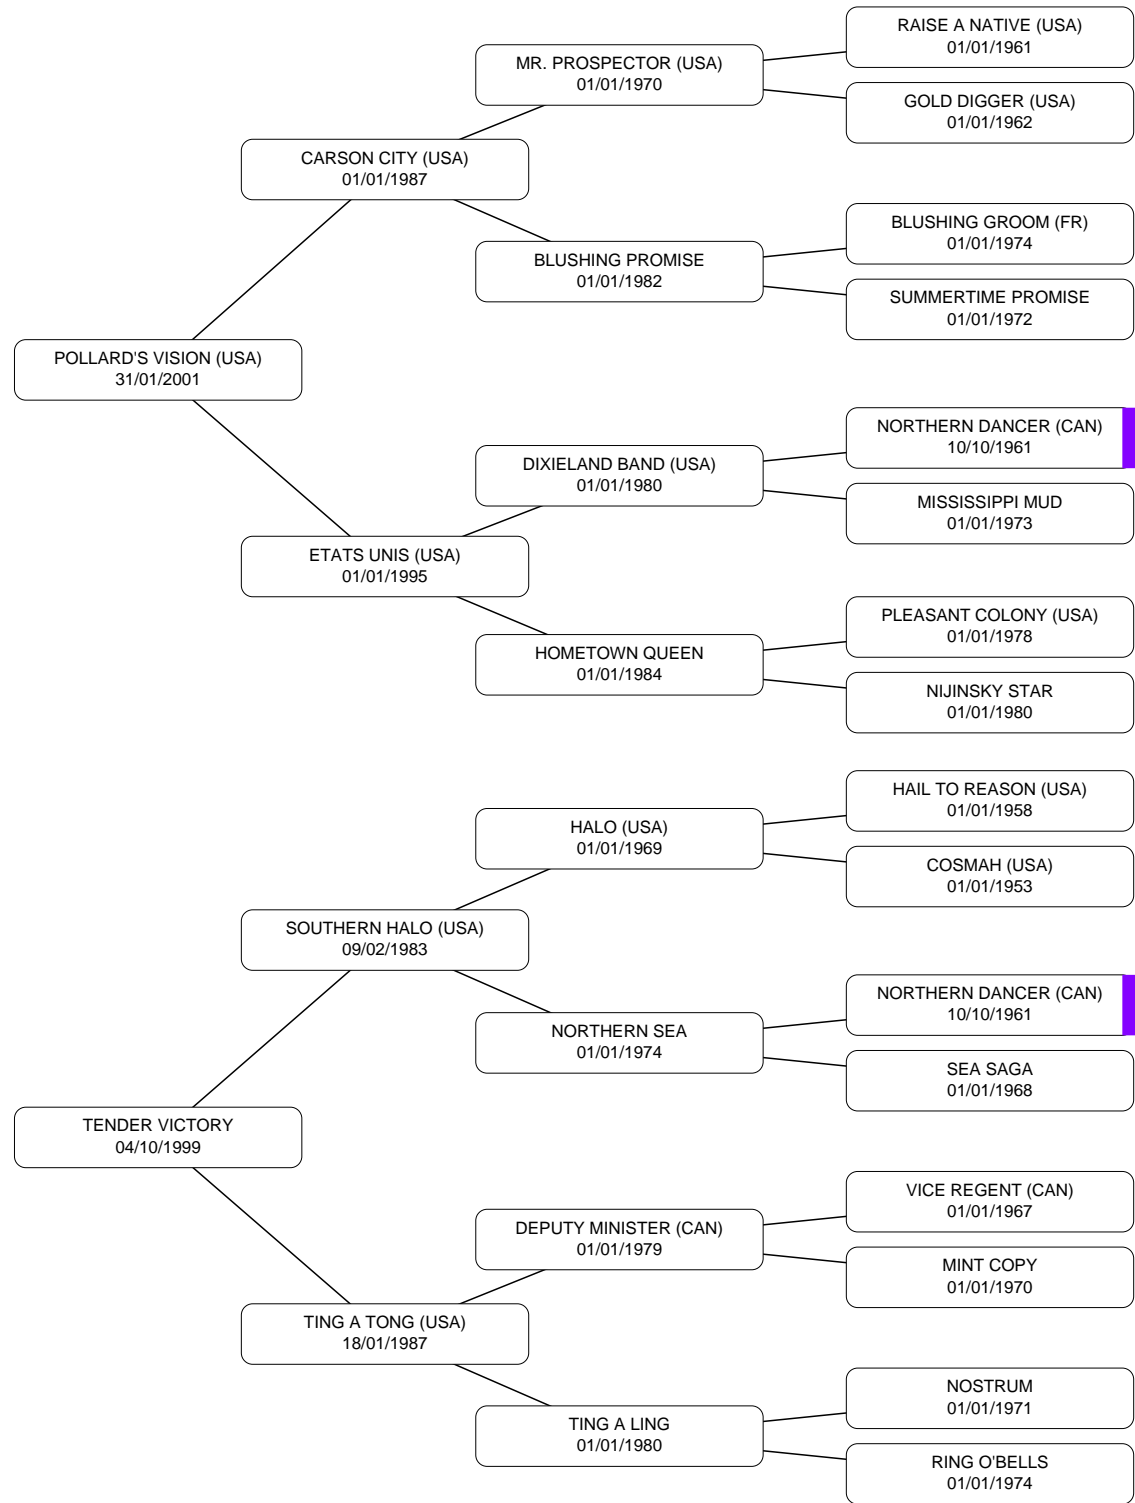 RAISE A NATIVE (USA)
01/01/1961
MR. PROSPECTOR (USA)
01/01/1970
GOLD DIGGER (USA)
01/01/1962
CARSON CITY (USA)
01/01/1987
BLUSHING GROOM (FR)
01/01/1974
BLUSHING PROMISE
01/01/1982
SUMMERTIME PROMISE
01/01/1972
POLLARD'S VISION (USA)
31/01/2001
NORTHERN DANCER (CAN)
10/10/1961
DIXIELAND BAND (USA)
01/01/1980
MISSISSIPPI MUD
01/01/1973
ETATS UNIS (USA)
01/01/1995
PLEASANT COLONY (USA)
01/01/1978
HOMETOWN QUEEN
01/01/1984
NIJINSKY STAR
01/01/1980
HAIL TO REASON (USA)
01/01/1958
HALO (USA)
01/01/1969
COSMAH (USA)
01/01/1953
SOUTHERN HALO (USA)
09/02/1983
NORTHERN DANCER (CAN)
10/10/1961
NORTHERN SEA
01/01/1974
SEA SAGA
01/01/1968
TENDER VICTORY
04/10/1999
VICE REGENT (CAN)
01/01/1967
DEPUTY MINISTER (CAN)
01/01/1979
MINT COPY
01/01/1970
TING A TONG (USA)
18/01/1987
NOSTRUM
01/01/1971
TING A LING
01/01/1980
RING O'BELLS
01/01/1974